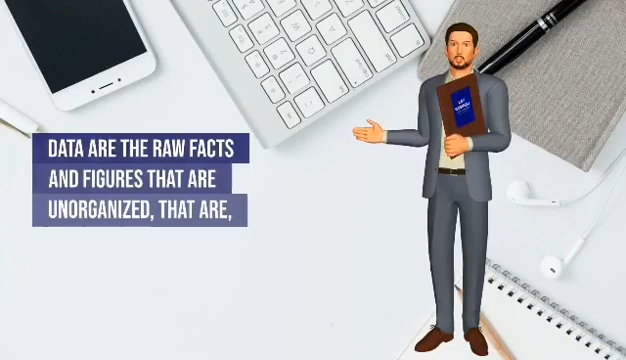 DATA ARE THE RAW FACTS
AND FIGURES THAT ARE
UNORGANIZED, THAT ARE,